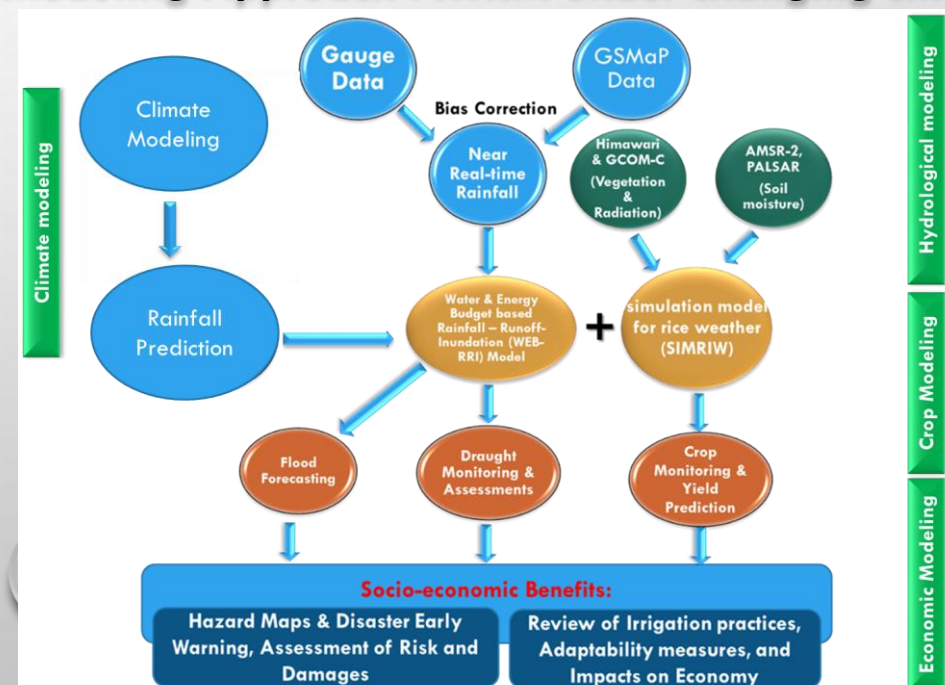 Climate modeling
Climate
Modeling
Rainfall
Prediction
Gauge
Data
GSMaP
Data
Bias Correction
Near
Real-time
Rainfall
Himawari
& GCOM-C
(Vegetation
&
Radiation)
AMSR-2,
PALSAR
(Soil
moisture)
Water & Energy
Budget based
Rainfall – Runoff-
Inundation (WEB-
RRI) Model
+
simulation model
for rice weather
(SIMRIW)
Flood
Forecasting
Draught
Monitoring &
Assessments
Crop
Monitoring &
Yield
Prediction
Socio-economic Benefits:
Hazard Maps & Disaster Early
Warning, Assessment of Risk and
Damages
Review of Irrigation practices,
Adaptability measures, and
Impacts on Economy
Hydrological modeling
Crop Modeling
Economic Modeling